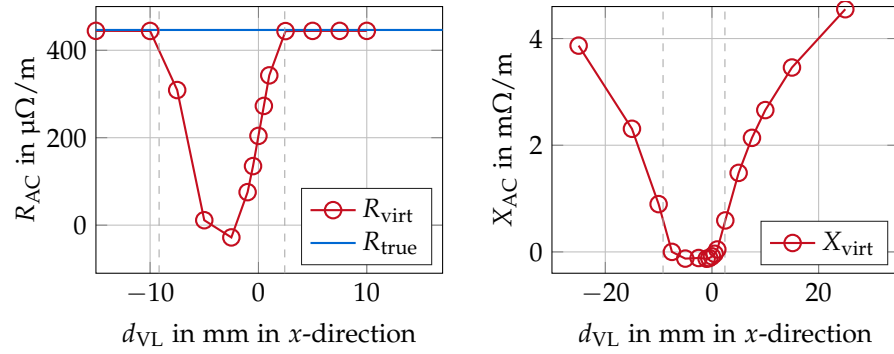 400
200
0
−10
0
10
R_AC in μΩ/m
d_VL in mm in x-direction
R_virt
R_true
4
2
0
−20
0
20
X_AC in mΩ/m
d_VL in mm in x-direction
X_virt